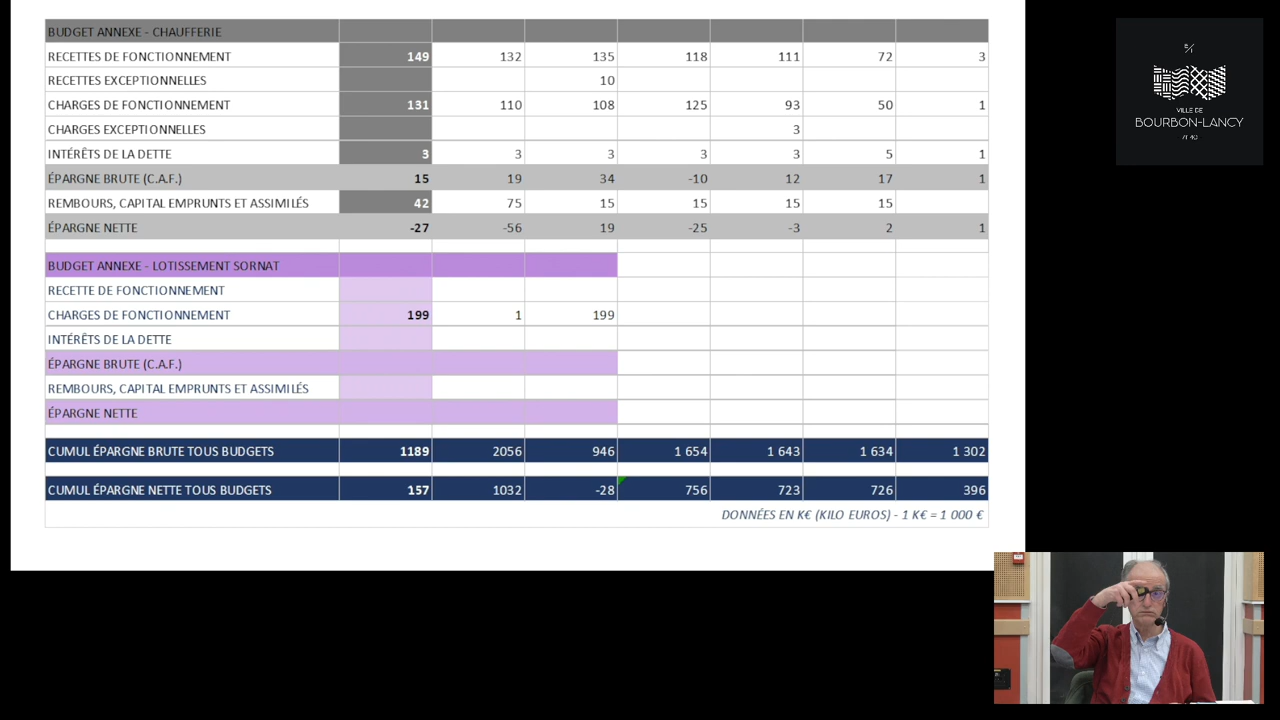 BUDGET ANNEXE - CHAUFFERIE
RECETTES DE FONCTIONNEMENT 149 132 135 118 111 72 3
RECETTES EXCEPTIONNELLES 10
CHARGES DE FONCTIONNEMENT 131 110 108 125 93 50 1
CHARGES EXCEPTIONNELLES 3
INTÉRÊTS DE LA DETTE 3 3 3 3 3 5 1
ÉPARGNE BRUTE (C.A.F.) 15 19 34 -10 12 17 1
REMBOURS, CAPITAL EMPRUNTS ET ASSIMILÉS 42 75 15 15 15 15
ÉPARGNE NETTE -27 -56 19 -25 -3 2 1
BUDGET ANNEXE - LOTISSEMENT SORNAT
RECETTE DE FONCTIONNEMENT
CHARGES DE FONCTIONNEMENT 199 1 199
INTÉRÊTS DE LA DETTE
ÉPARGNE BRUTE (C.A.F.)
REMBOURS, CAPITAL EMPRUNTS ET ASSIMILÉS
ÉPARGNE NETTE
CUMUL ÉPARGNE BRUTE TOUS BUDGETS 1189 2056 946 1 654 1 643 1 634 1 302
CUMUL ÉPARGNE NETTE TOUS BUDGETS 157 1032 -28 756 723 726 396
DONNÉES EN K€ (KILO EUROS) - 1 K€ = 1 000 €
VILLE DE
BOURBON-LANCY